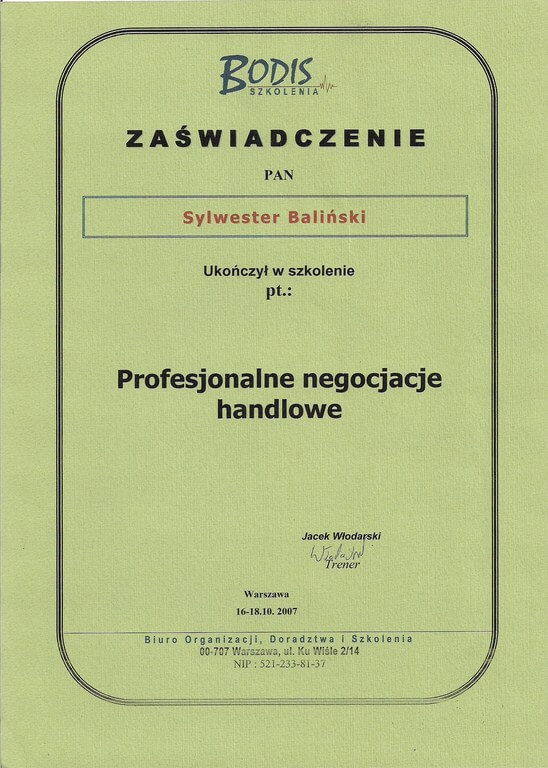 BODIS
SZKOLENIA
ZAŚWIADCZENIE
PAN
Sylwester Baliński
Ukończył w szkolenie
pt.:
Profesjonalne negocjacje
handlowe
Jacek Włodarski
Trener
Warszawa
16-18.10. 2007
Biuro Organizacji, Doradztwa i Szkolenia
00-707 Warszawa, ul. Ku Wiśle 2/14
NIP : 521-233-81-37